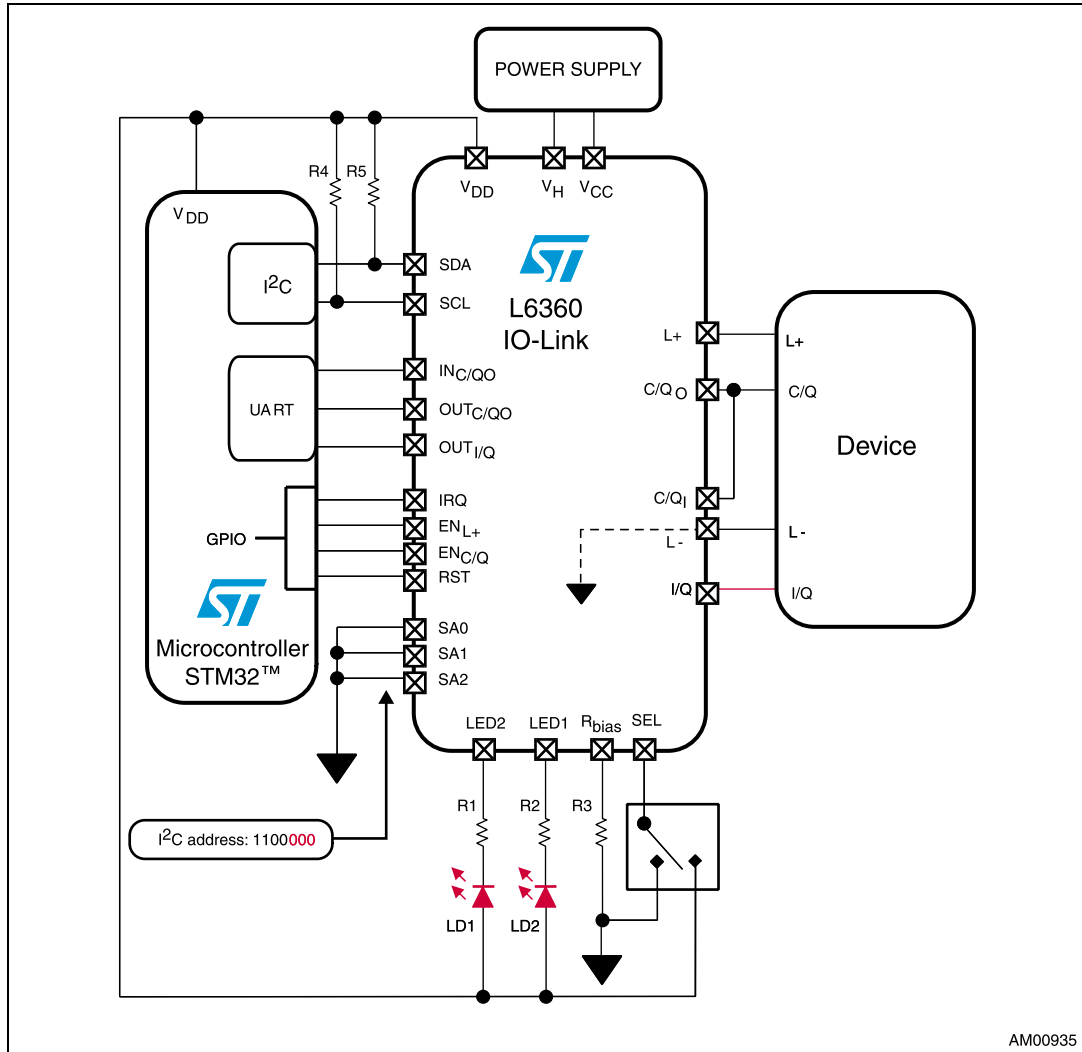 POWER SUPPLY
R4
R5
VDD
VH
VCC
VDD
I2C
SDA
SCL
ST
L6360
IO-Link
L+
L+
INC/QO
C/QO
C/Q
UART
OUTC/QO
Device
OUTI/Q
IRQ
C/QI
GPIO
ENL+
L-
L-
ENC/Q
RST
I/Q
I/Q
ST
SA0
Microcontroller
SA1
STM32™
SA2
LED2
LED1
Rbias
SEL
R1
R2
R3
I2C address: 1100000
LD1
LD2
AM00935